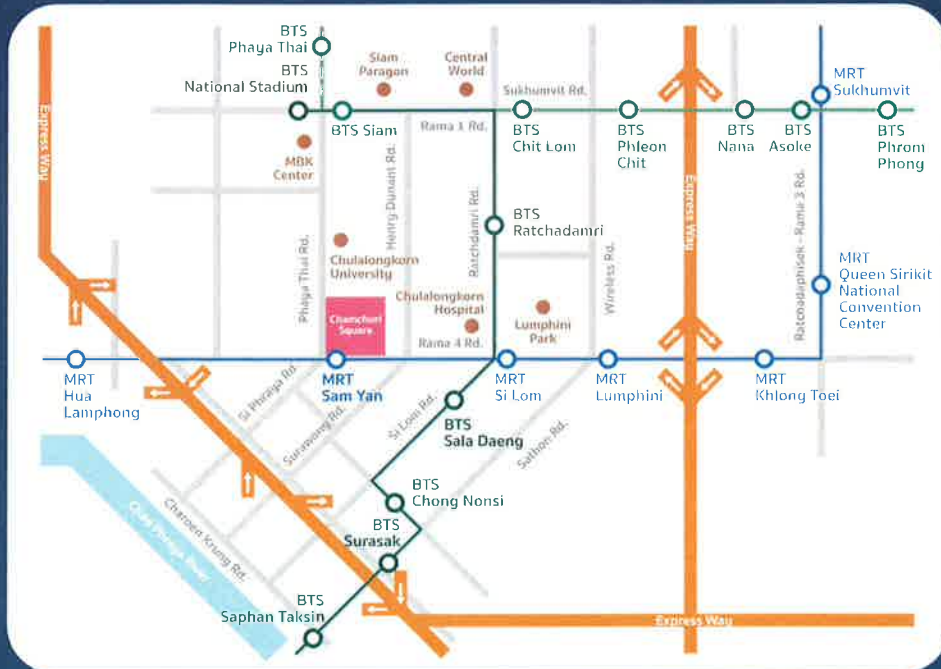 BTS
Phaya Thai
BTS
National Stadium
Siam
Paragon
Central
World
Sukhumvit Rd.
MRT
Sukhumvit
BTS Siam
Rama 1 Rd.
BTS
Chit Lom
BTS
Phleon
Chit
BTS
Nana
BTS
Asoke
BTS
Phrom
Phong
MBK
Center
Express Way
Henry Dunant Rd.
Ratchdamri Rd.
BTS
Ratchadamri
Express Way
Ratchadaphisek - Rama 3 Rd.
Phaya Thai Rd.
Chulalongkorn
University
Wireless Rd.
MRT
Queen Sirikit
National
Convention
Center
Chamchuri
Square
Chulalongkorn
Hospital
Rama 4 Rd.
Lumphini
Park
MRT
Hua
Lamphong
Si Phraya Rd.
MRT
Sam Yan
MRT
Si Lom
MRT
Lumphini
MRT
Khlong Toei
Surawong Rd.
Si Lom Rd.
BTS
Sala Daeng
Sathon Rd.
BTS
Chong Nonsi
Charoen Krung Rd.
Chao Phraya River
BTS
Surasak
BTS
Saphan Taksin
Express Way